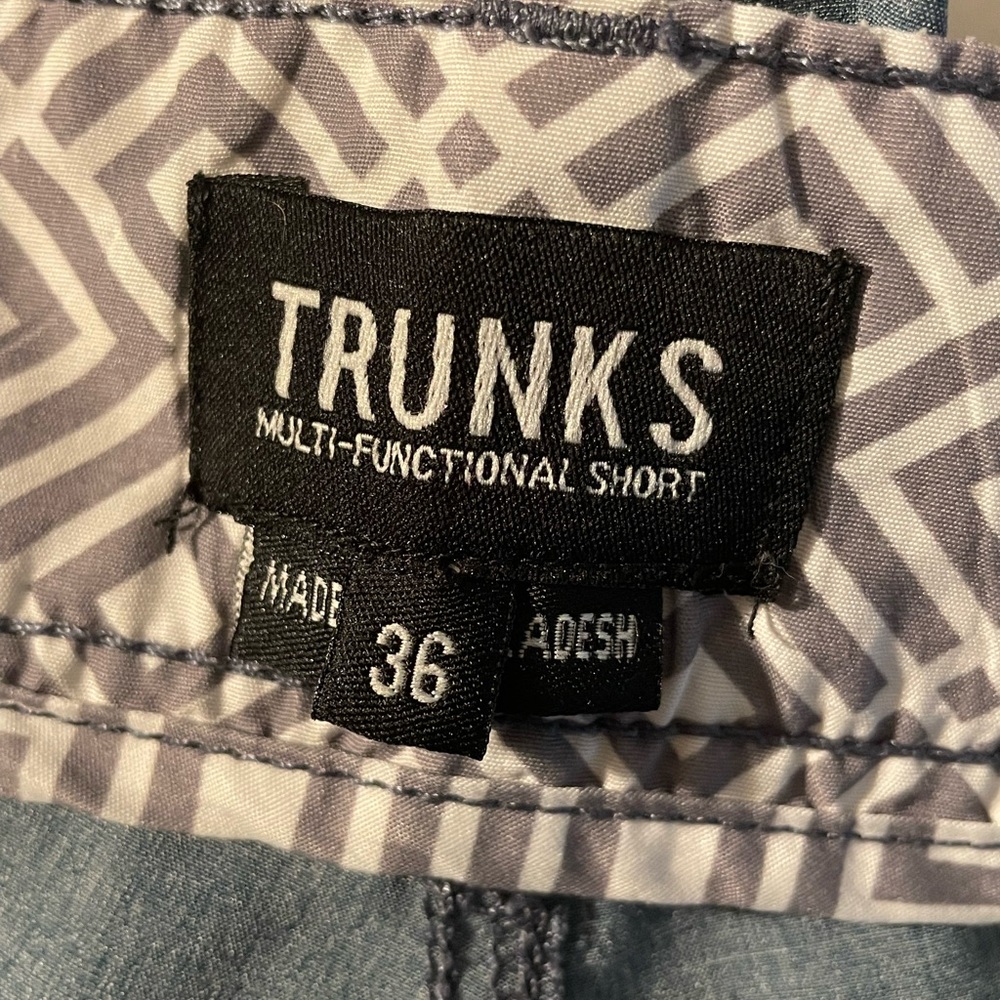 TRUNKS
MULTI-FUNCTIONAL SHORT
MADE
36
ADESH